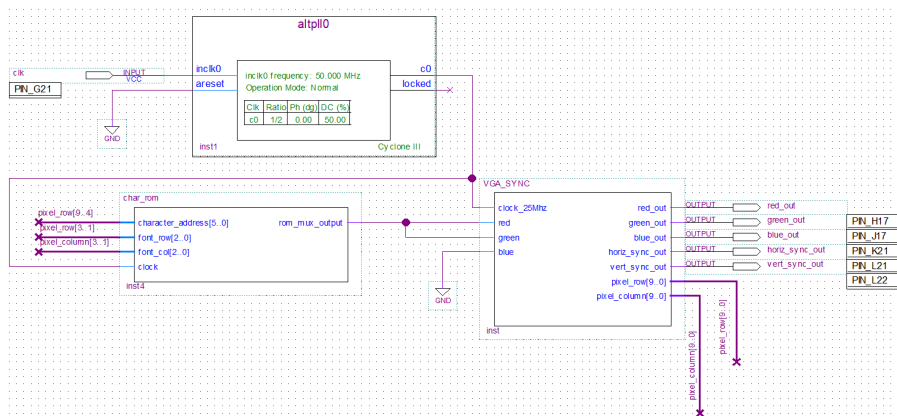 altpll0
clk
INPUT
VCC
PIN_G21
inclk0
areset
inclk0 frequency: 50.000 MHz
Operation Mode: Normal
Clk Ratio Ph (dg) DC (%)
c0 1/2 0.00 50.00
c0
locked
GND
inst1
Cyclone III
char_rom
pixel_row[9..4]
pixel_row[3..1]
pixel_column[3..1]
character_address[5..0]
font_row[2..0]
font_col[2..0]
clock
rom_mux_output
inst4
VGA_SYNC
clock_25Mhz
red
green
blue
red_out
green_out
blue_out
horiz_sync_out
vert_sync_out
pixel_row[9..0]
pixel_column[9..0]
inst
GND
OUTPUT red_out
OUTPUT green_out
OUTPUT blue_out
OUTPUT horiz_sync_out
OUTPUT vert_sync_out
PIN_H17
PIN_J17
PIN_K21
PIN_L21
PIN_L22
pixel_row[9..0]
pixel_column[9..0]